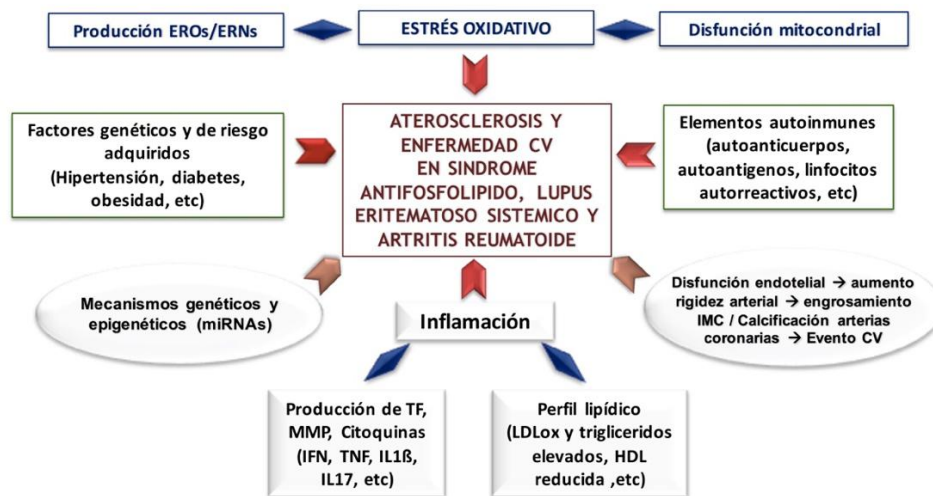 Producción EROs/ERNs
ESTRÉS OXIDATIVO
Disfunción mitocondrial
Factores genéticos y de riesgo
adquiridos
(Hipertensión, diabetes,
obesidad, etc)
ATEROSCLEROSIS Y
ENFERMEDAD CV
EN SINDROME
ANTIFOSFOLIPIDO, LUPUS
ERITEMATOSO SISTEMICO Y
ARTRITIS REUMATOIDE
Elementos autoinmunes
(autoanticuerpos,
autoantigenos, linfocitos
autorreactivos, etc)
Mecanismos genéticos y
epigenéticos (miRNAs)
Inflamación
Disfunción endotelial → aumento
rigidez arterial → engrosamiento
IMC / Calcificación arterias
coronarias → Evento CV
Producción de TF,
MMP, Citoquinas
(IFN, TNF, IL1ß,
IL17, etc)
Perfil lipídico
(LDLox y trigliceridos
elevados, HDL
reducida ,etc)